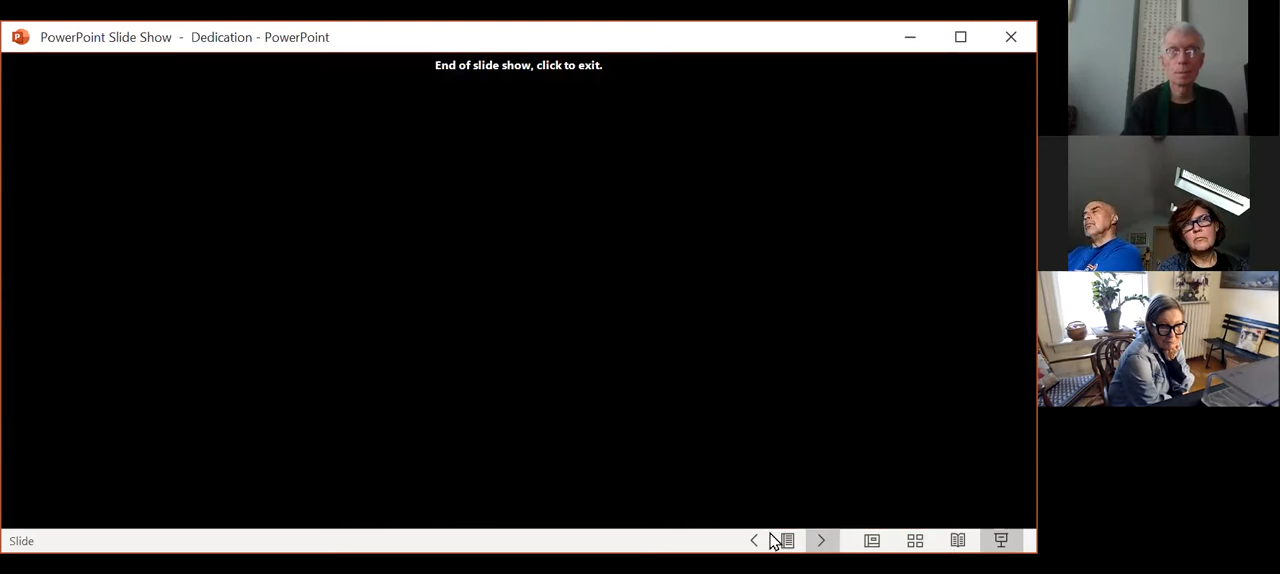 PowerPoint Slide Show - Dedication - PowerPoint
End of slide show, click to exit.
Slide